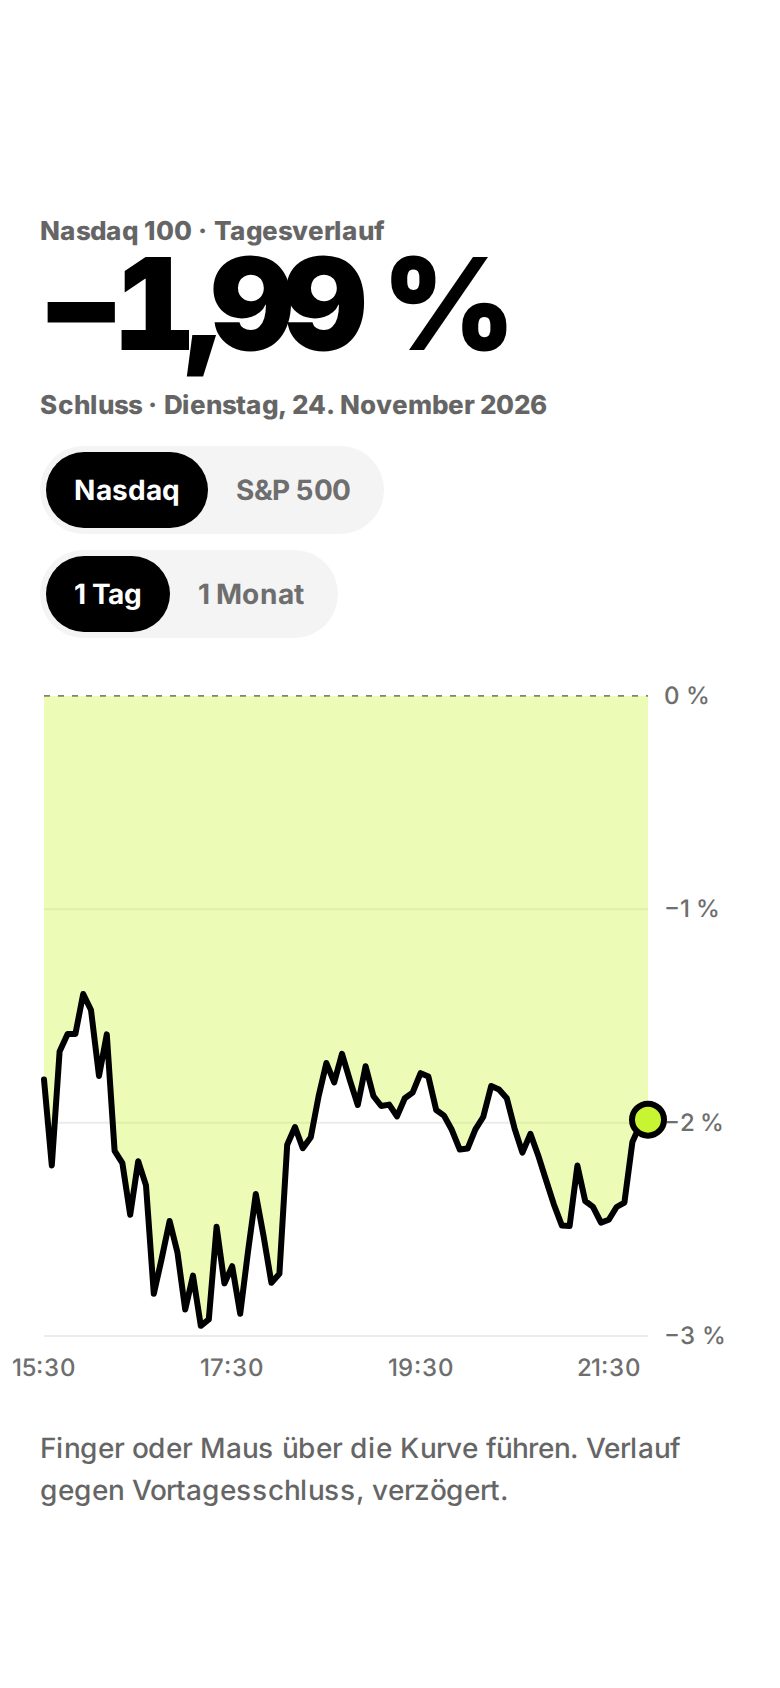 Nasdaq 100 · Tagesverlauf
−1,99 %
Schluss · Dienstag, 24. November 2026
Nasdaq S&P 500
1 Tag 1 Monat
0 %
−1 %
−2 %
−3 %
15:30 17:30 19:30 21:30
Finger oder Maus über die Kurve führen. Verlauf
gegen Vortagesschluss, verzögert.